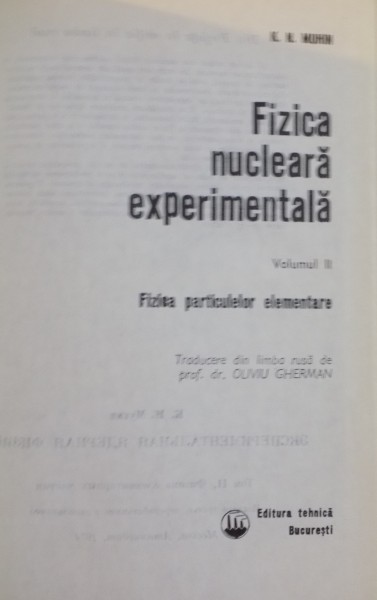 K. N. MUHIN
Fizica
nucleară
experimentală
Volumul II
Fizica particulelor elementare
Traducere din limba rusă de
prof. dr. OLIVIU GHERMAN
Editura tehnică
București